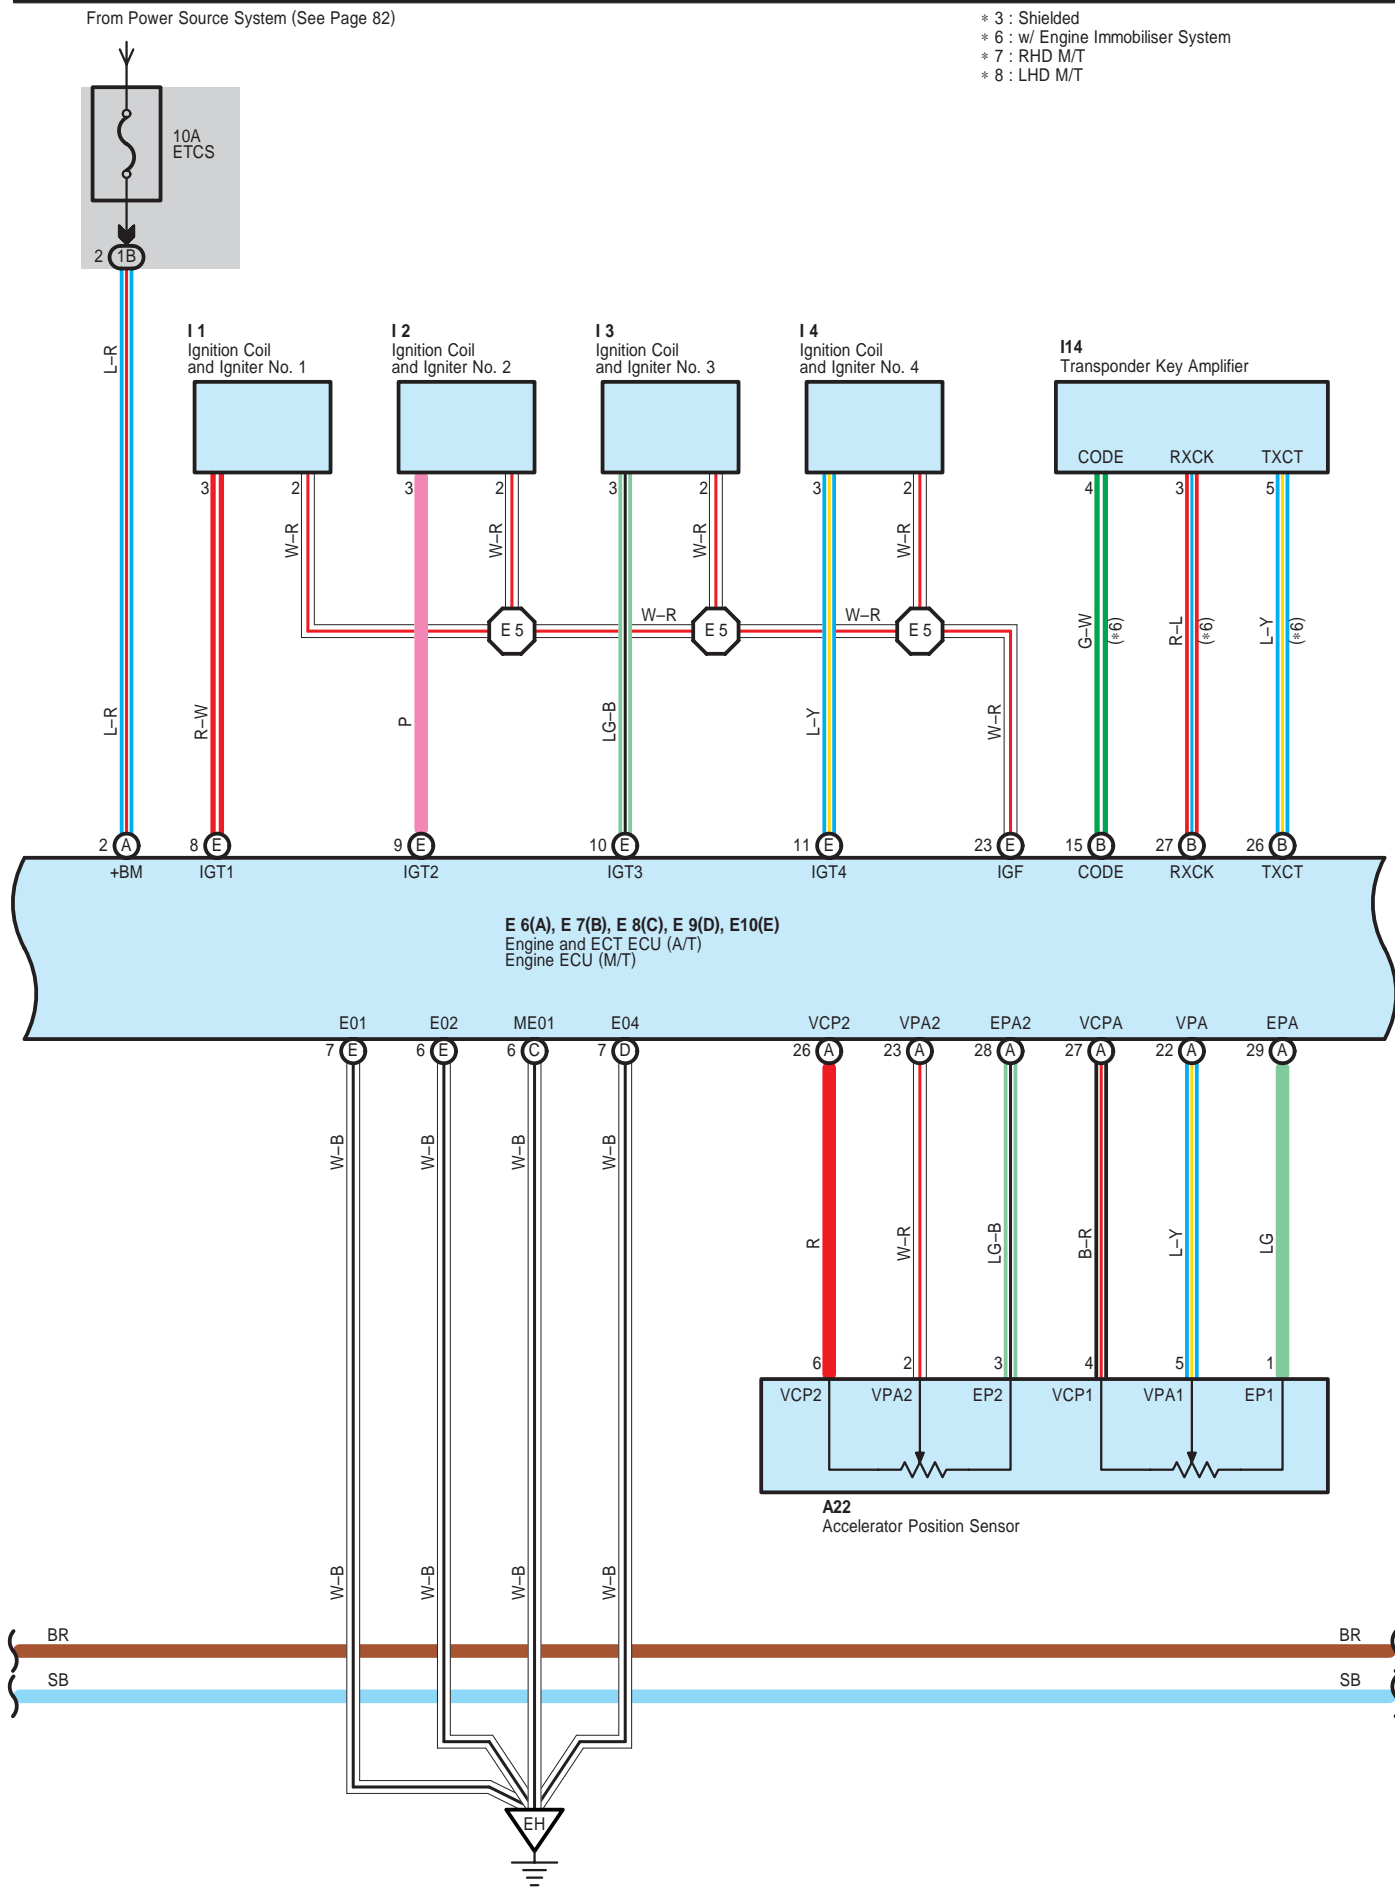 From Power Source System (See Page 82)
* 3 : Shielded
* 6 : w/ Engine Immobiliser System
* 7 : RHD M/T
* 8 : LHD M/T
10A
ETCS
2 1B
L–R
I 1
Ignition Coil
and Igniter No. 1
I 2
Ignition Coil
and Igniter No. 2
I 3
Ignition Coil
and Igniter No. 3
I 4
Ignition Coil
and Igniter No. 4
I14
Transponder Key Amplifier
CODE RXCK TXCT
3 2 3 2 3 2 3 2 4 3 5
W–R W–R W–R W–R
E 5 W–R E 5 W–R E 5
G–W (*6) R–L (*6) L–Y (*6)
L–R R–W P LG–B L–Y W–R
2 A 8 E 9 E 10 E 11 E 23 E 15 B 27 B 26 B
+BM IGT1 IGT2 IGT3 IGT4 IGF CODE RXCK TXCT
E 6(A), E 7(B), E 8(C), E 9(D), E10(E)
Engine and ECT ECU (A/T)
Engine ECU (M/T)
E01 E02 ME01 E04 VCP2 VPA2 EPA2 VCPA VPA EPA
7 E 6 E 6 C 7 D 26 A 23 A 28 A 27 A 22 A 29 A
W–B W–B W–B W–B
R W–R LG–B B–R L–Y LG
6 2 3 4 5 1
VCP2 VPA2 EP2 VCP1 VPA1 EP1
A22
Accelerator Position Sensor
W–B W–B W–B W–B
BR BR
SB SB
EH